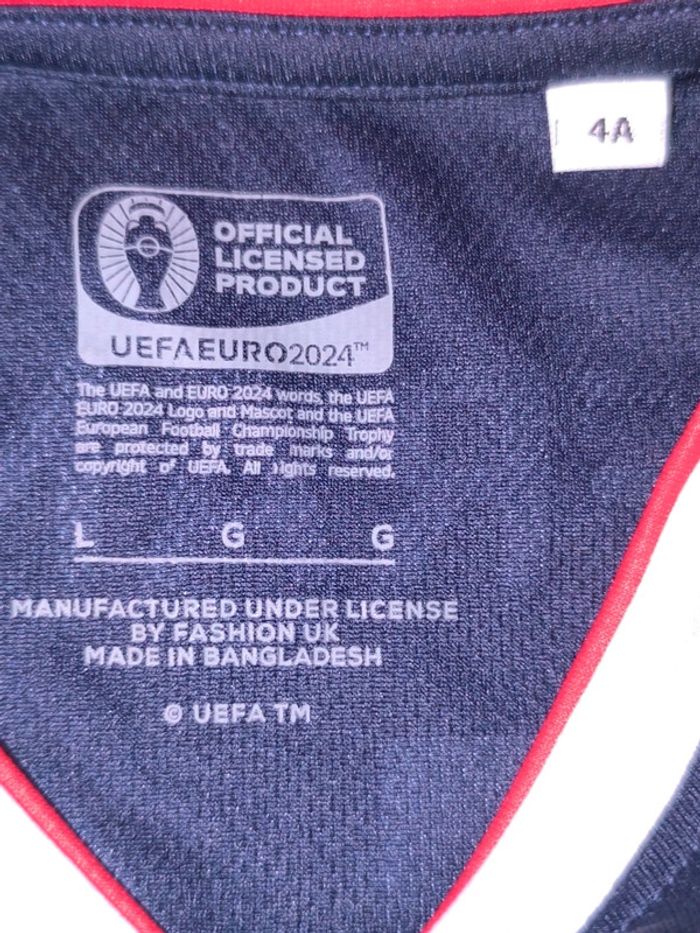 4A
OFFICIAL
LICENSED
PRODUCT
UEFAEURO2024™
The UEFA and EURO 2024 words, the UEFA
EURO 2024 Logo and Mascot and the UEFA
European Football Championship Trophy
are protected by trade marks and/or
copyright of UEFA. All rights reserved.
L G G
MANUFACTURED UNDER LICENSE
BY FASHION UK
MADE IN BANGLADESH
© UEFA TM